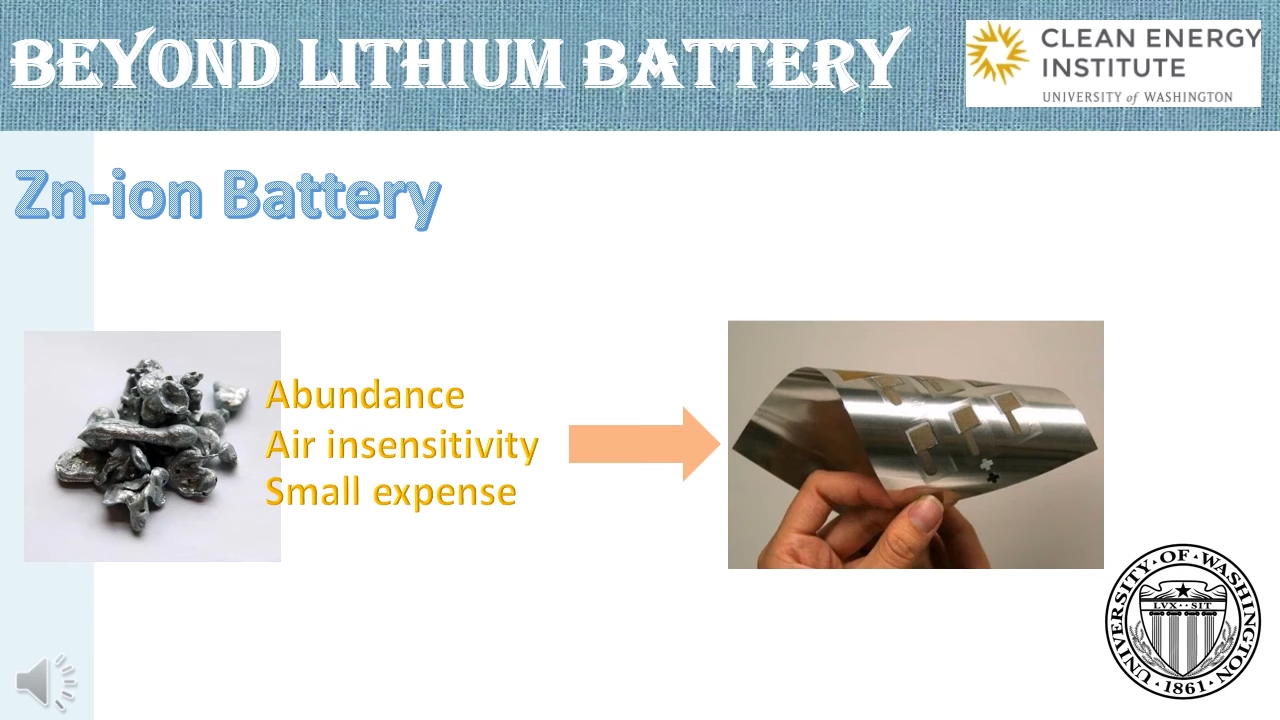 BEYOND LITHIUM BATTERY
CLEAN ENERGY
INSTITUTE
UNIVERSITY of WASHINGTON
Zn-ion Battery
Abundance
Air insensitivity
Small expense
UNIVERSITY · OF · WASHINGTON
LVX · SIT
· 1861 ·